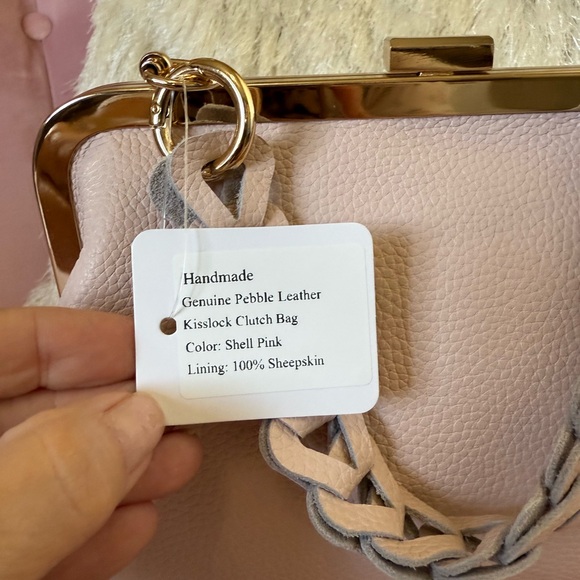 Handmade
Genuine Pebble Leather
Kisslock Clutch Bag
Color: Shell Pink
Lining: 100% Sheepskin